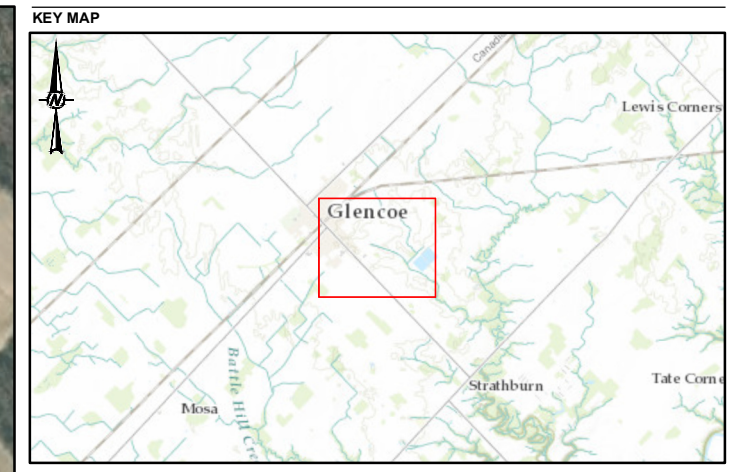 KEY MAP
N
Canad
Lewis Corners
Glencoe
Battle Hill Cre
Strathburn
Tate Corne
Mosa